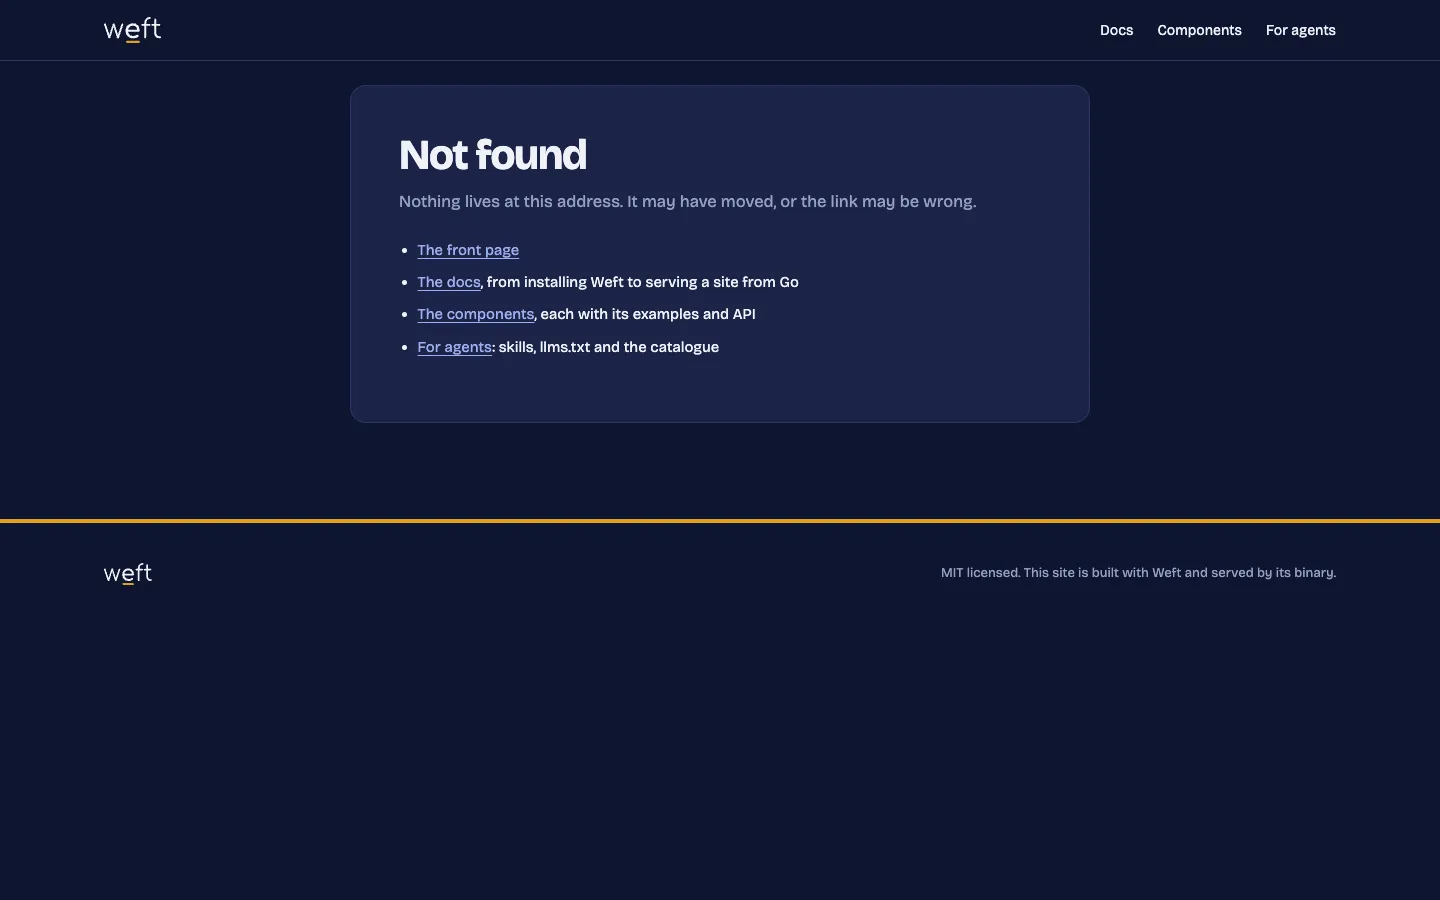 weft
Docs Components For agents
Not found
Nothing lives at this address. It may have moved, or the link may be wrong.
The front page
The docs, from installing Weft to serving a site from Go
The components, each with its examples and API
For agents: skills, llms.txt and the catalogue
weft
MIT licensed. This site is built with Weft and served by its binary.